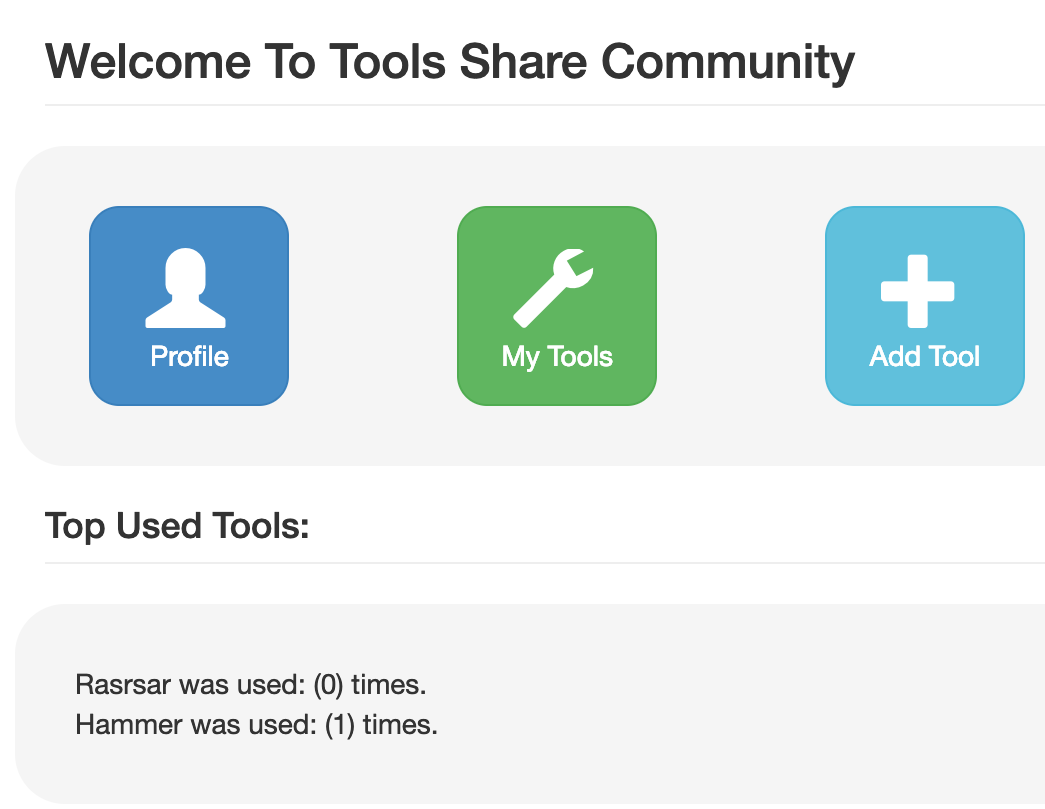 Welcome To Tools Share Community
Profile
My Tools
Add Tool
Top Used Tools:
Rasrsar was used: (0) times.
Hammer was used: (1) times.